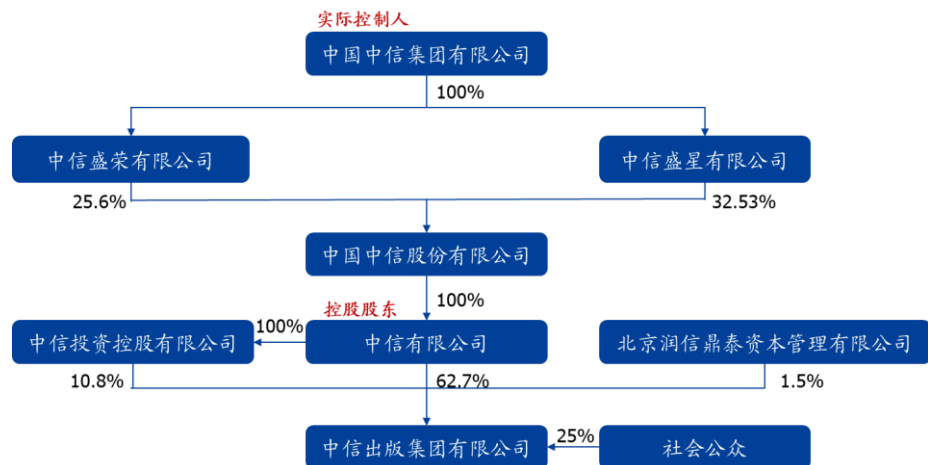 实际控制人
中国中信集团有限公司
100%
中信盛荣有限公司
中信盛星有限公司
25.6%
32.53%
中国中信股份有限公司
100%
控股股东
中信投资控股有限公司
100%
中信有限公司
北京润信鼎泰资本管理有限公司
10.8%
62.7%
1.5%
中信出版集团有限公司
25%
社会公众